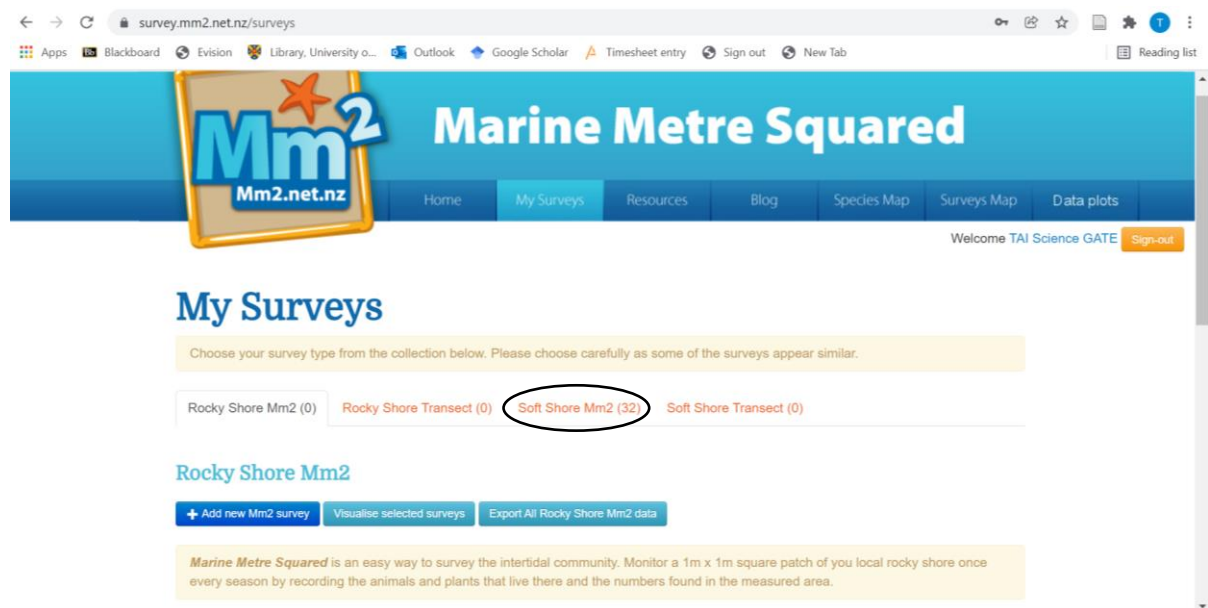 survey.mm2.net.nz/surveys
Apps Bb Blackboard Evision Library, University o... Outlook Google Scholar Timesheet entry Sign out New Tab Reading list
Mm2
Mm2.net.nz
Marine Metre Squared
Home My Surveys Resources Blog Species Map Surveys Map Data plots
Welcome TAI Science GATE Sign-out
My Surveys
Choose your survey type from the collection below. Please choose carefully as some of the surveys appear similar.
Rocky Shore Mm2 (0) Rocky Shore Transect (0) Soft Shore Mm2 (32) Soft Shore Transect (0)
Rocky Shore Mm2
+ Add new Mm2 survey Visualise selected surveys Export All Rocky Shore Mm2 data
Marine Metre Squared is an easy way to survey the intertidal community. Monitor a 1m x 1m square patch of you local rocky shore once
every season by recording the animals and plants that live there and the numbers found in the measured area.